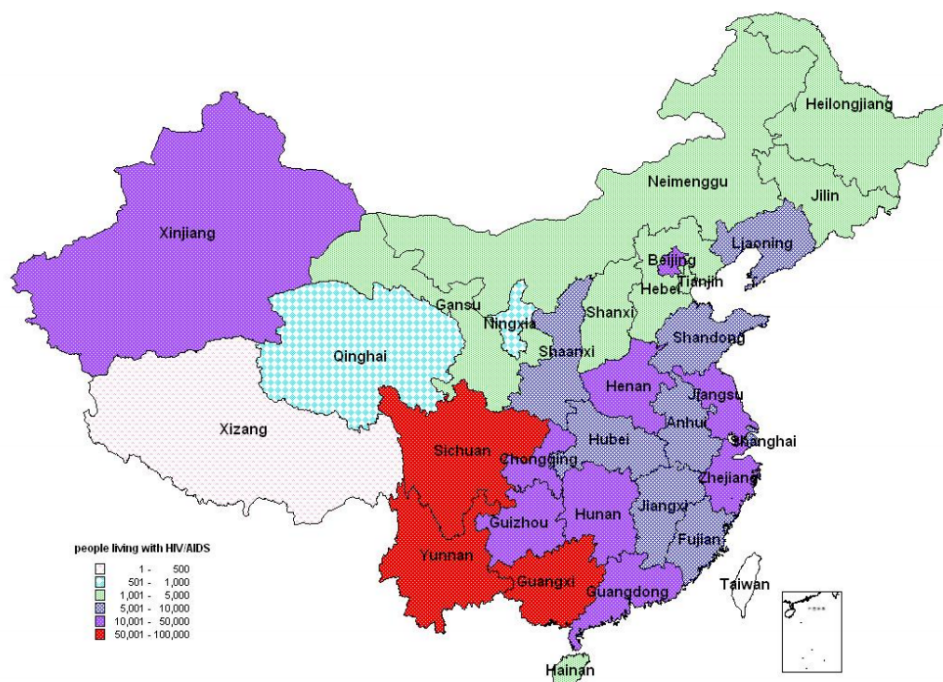 Heilongjiang
Neimenggu
Jilin
Xinjiang
Liaoning
Beijing
Tianjin
Hebei
Gansu
Shanxi
Ningxia
Shandong
Qinghai
Shaanxi
Henan
Jiangsu
Xizang
Anhui
Shanghai
Hubei
Sichuan
Chongqing
Zhejiang
Jiangxi
Hunan
Guizhou
Fujian
people living with HIV/AIDS
Yunnan
Guangxi
Taiwan
Guangdong
1 - 500
501 - 1,000
1,001 - 5,000
5,001 - 10,000
10,001 - 50,000
50,001 - 100,000
Hainan